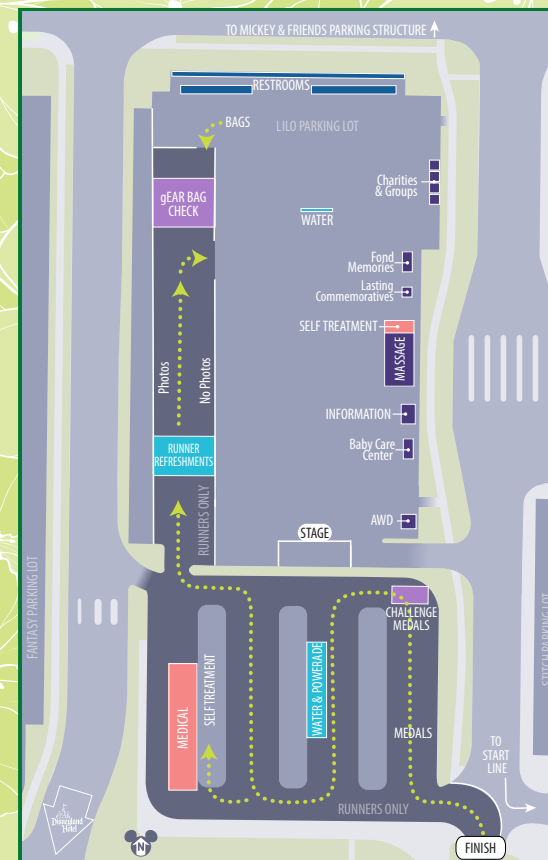 TO MICKEY & FRIENDS PARKING STRUCTURE
RESTROOMS
BAGS
LILO PARKING LOT
gEAR BAG
CHECK
Charities
& Groups
WATER
Fond
Memories
Lasting
Commemoratives
SELF TREATMENT
MASSAGE
Photos
No Photos
INFORMATION
RUNNER
REFRESHMENTS
Baby Care
Center
RUNNERS ONLY
AWD
STAGE
FANTASY PARKING LOT
CHALLENGE
MEDALS
STITCH PARKING LOT
SELF TREATMENT
WATER & POWERADE
MEDICAL
MEDALS
TO
START
LINE
RUNNERS ONLY
Disneyland
Hotel
N
FINISH